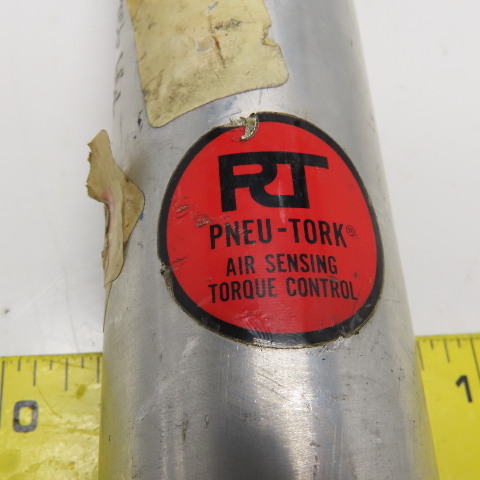 RT
PNEU-TORK®
AIR SENSING
TORQUE CONTROL
0 1